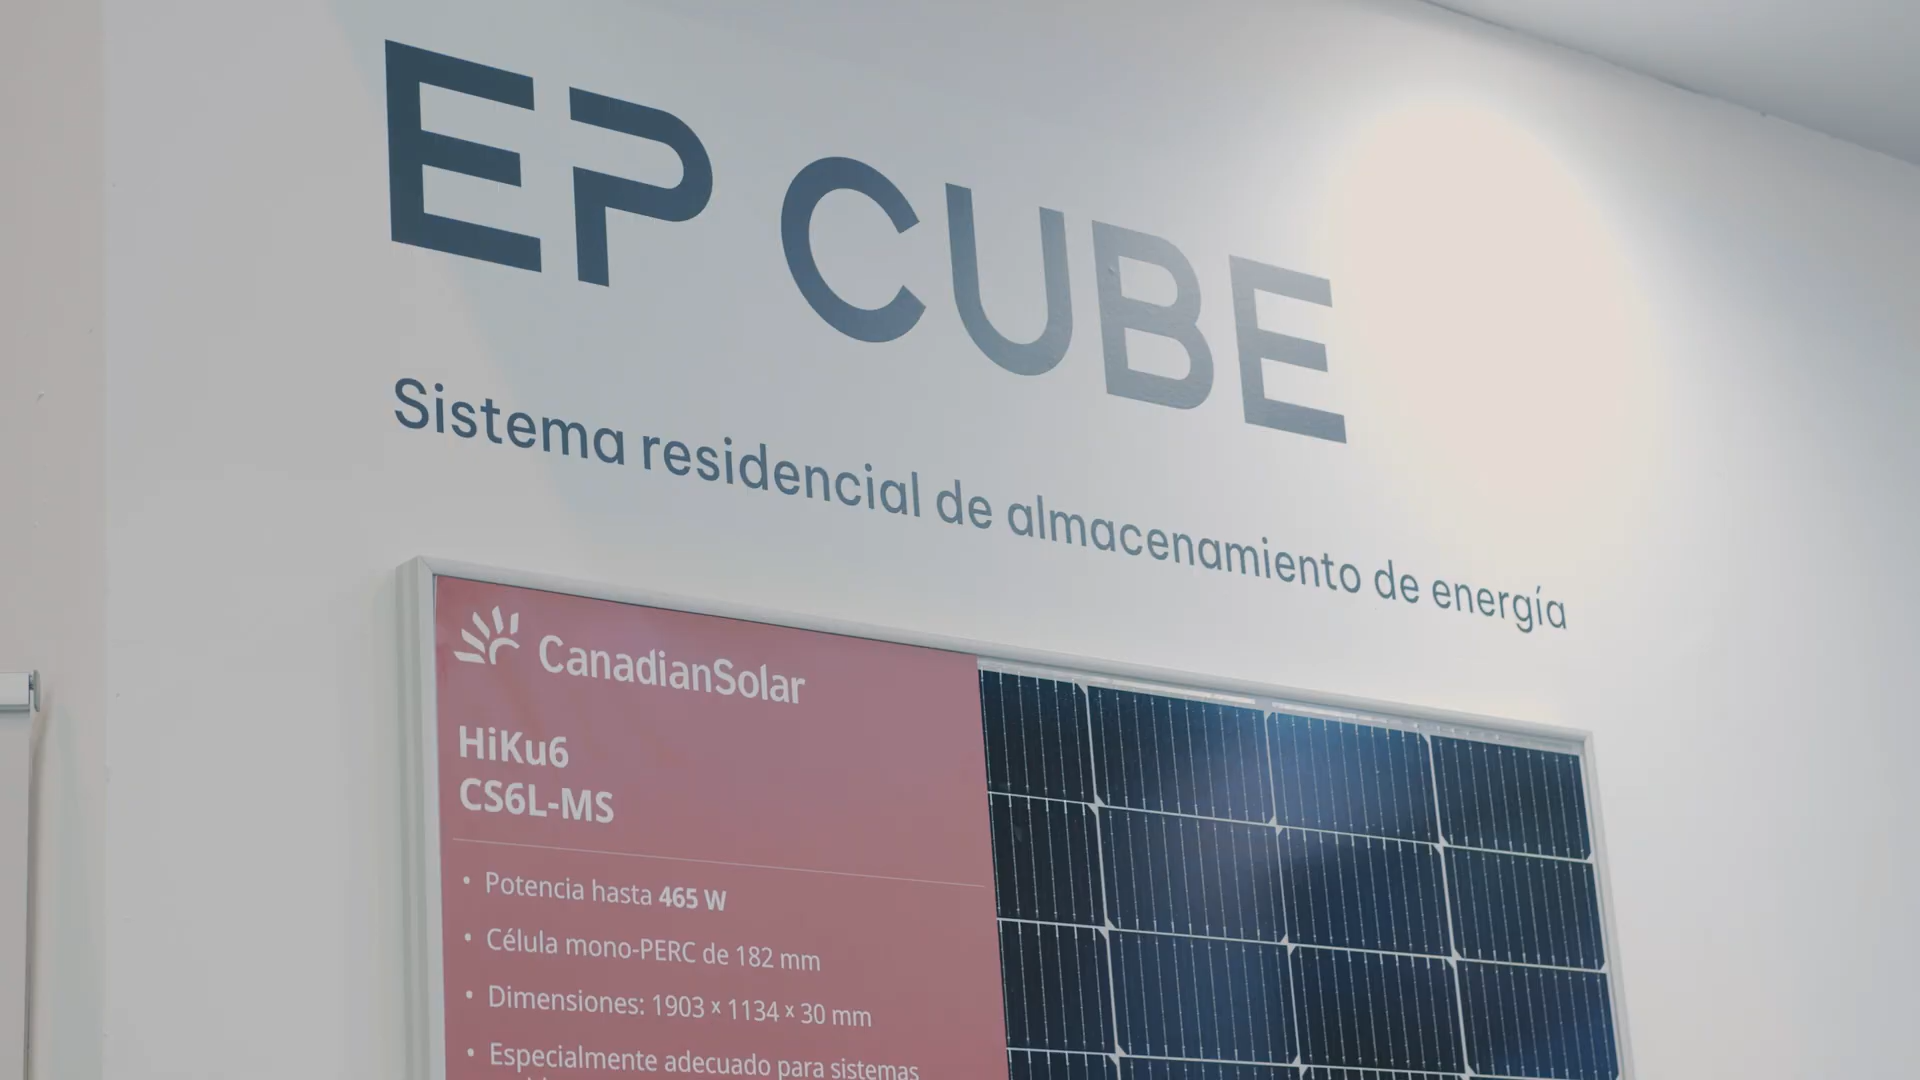 EP CUBE
Sistema residencial de almacenamiento de energía
CanadianSolar
HiKu6
CS6L-MS
• Potencia hasta 465 W
• Célula mono-PERC de 182 mm
• Dimensiones: 1903 × 1134 × 30 mm
• Especialmente adecuado para sistemas